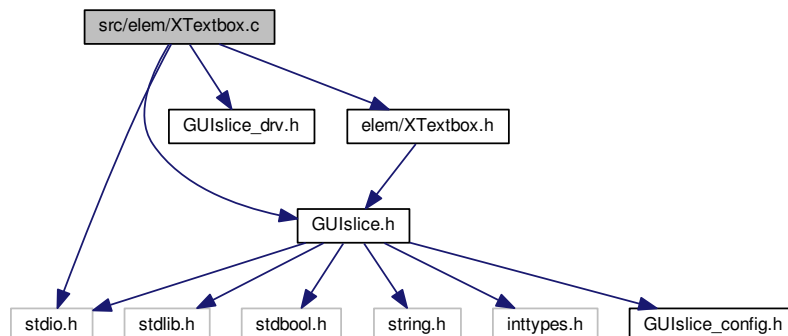 src/elem/XTextbox.c
GUIslice_drv.h
elem/XTextbox.h
GUIslice.h
stdio.h
stdlib.h
stdbool.h
string.h
inttypes.h
GUIslice_config.h